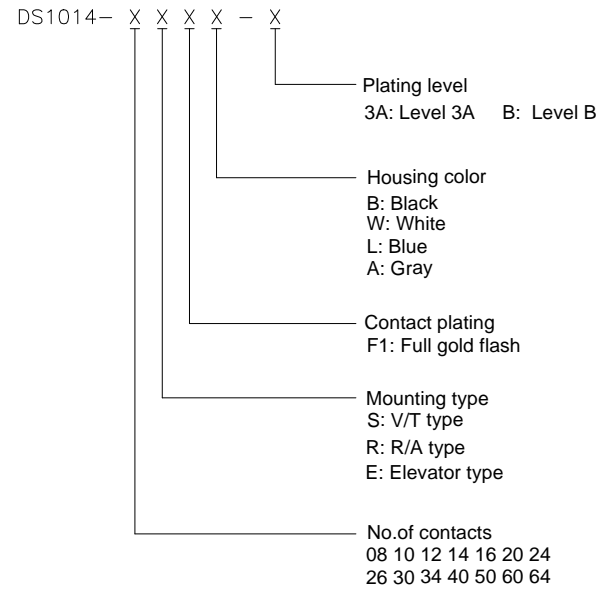 DS1014- X X X X - X
Plating level
3A: Level 3A B: Level B
Housing color
B: Black
W: White
L: Blue
A: Gray
Contact plating
F1: Full gold flash
Mounting type
S: V/T type
R: R/A type
E: Elevator type
No.of contacts
08 10 12 14 16 20 24
26 30 34 40 50 60 64